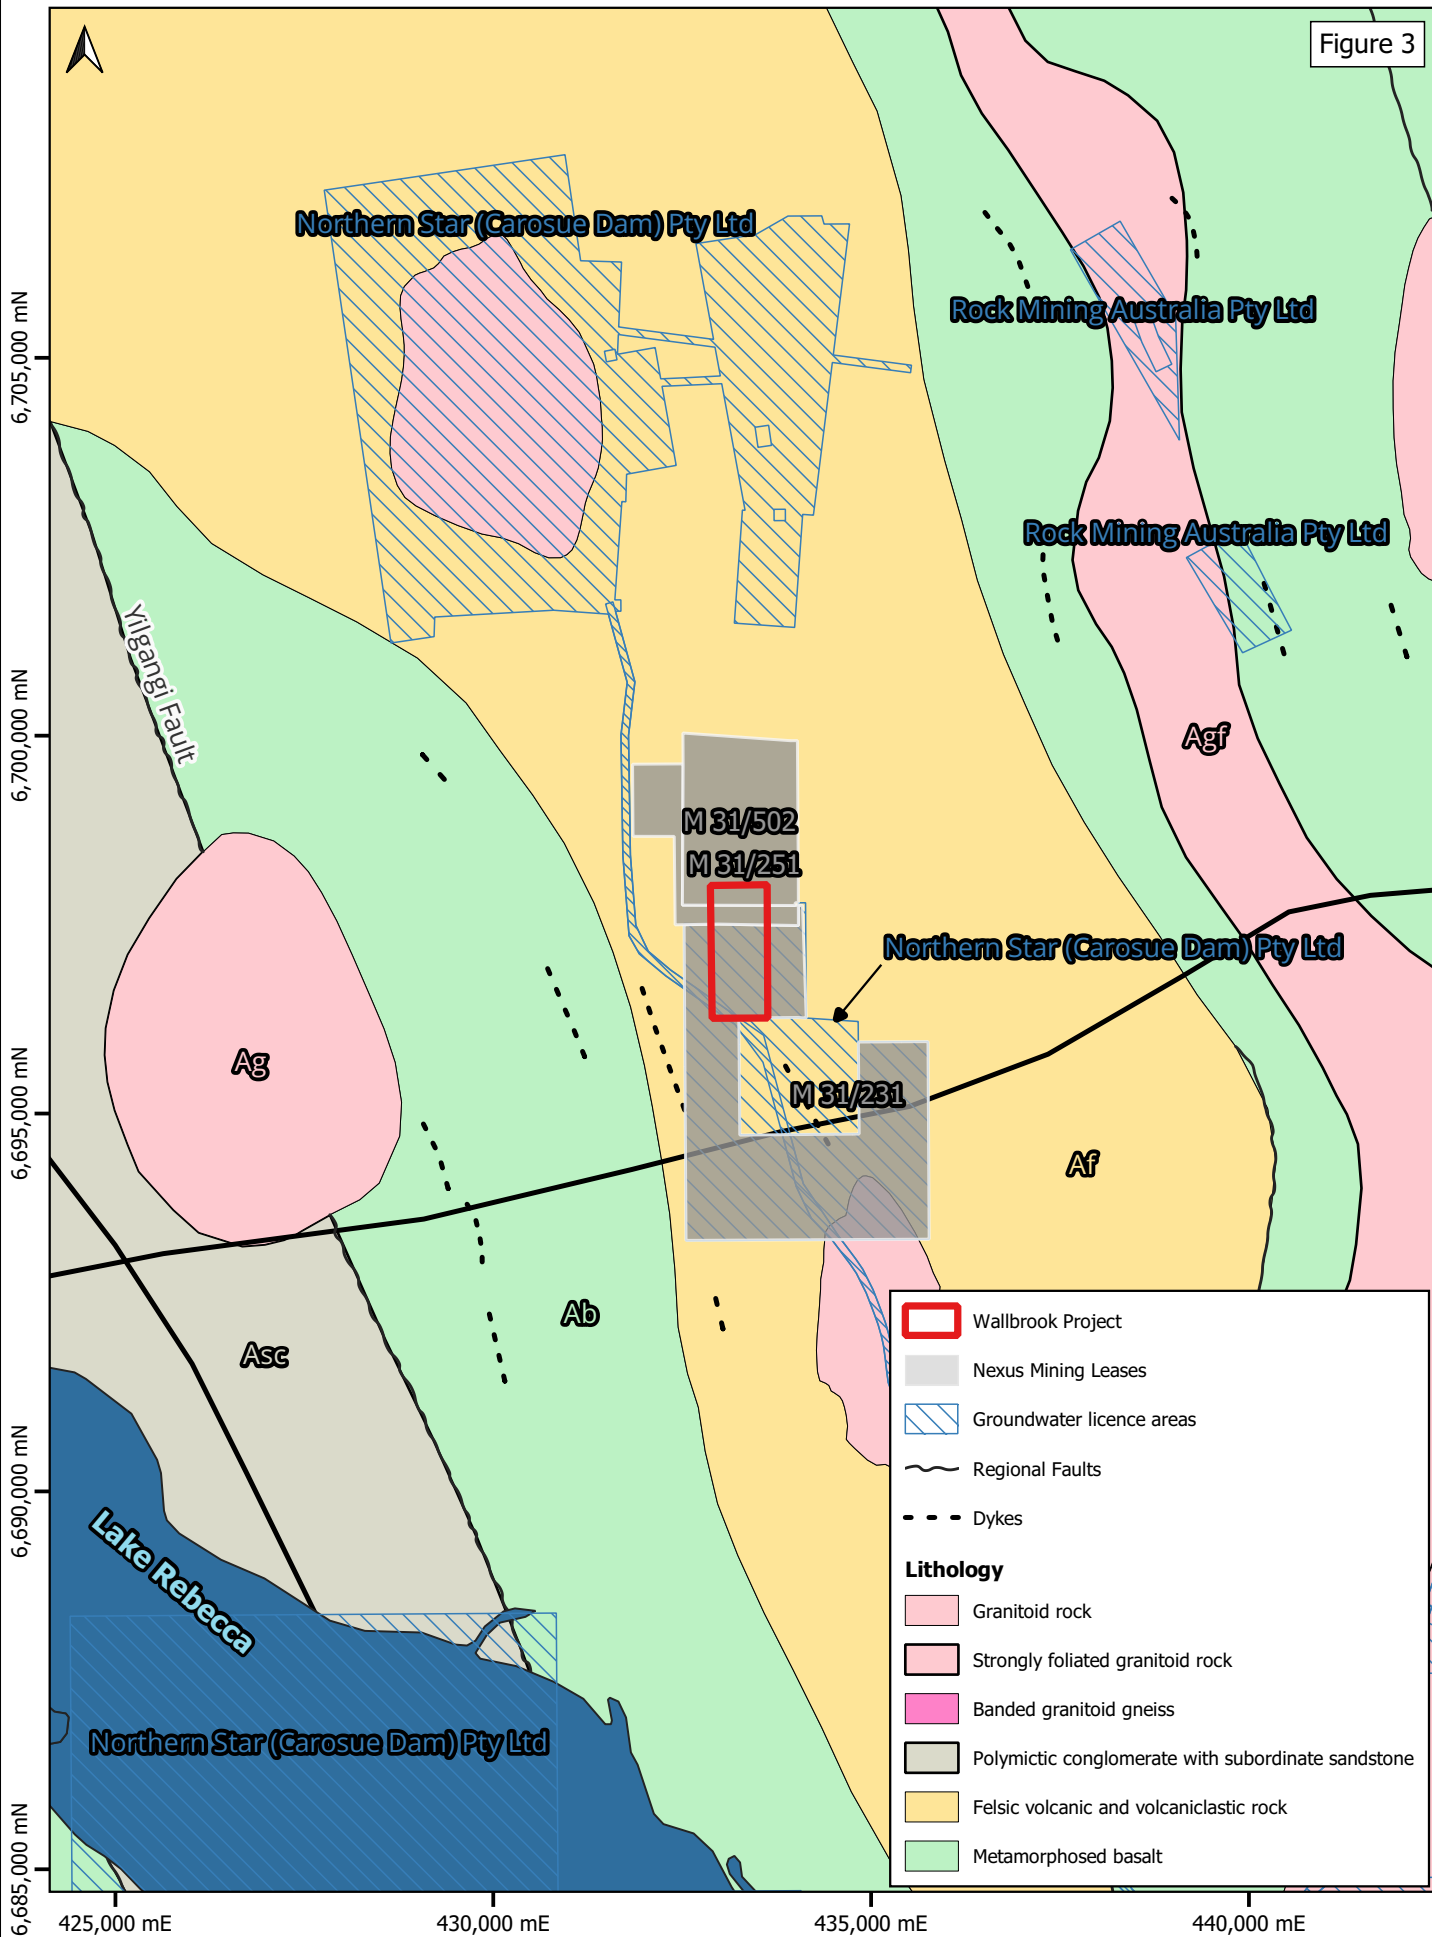 Figure 3
Northern Star (Carosue Dam) Pty Ltd
Rock Mining Australia Pty Ltd
6,705,000 mN
Rock Mining Australia Pty Ltd
Yilgangi Fault
6,700,000 mN
Agf
M 31/502
M 31/251
Northern Star (Carosue Dam) Pty Ltd
Ag
M 31/231
6,695,000 mN
Af
Ab
Asc
Wallbrook Project
Nexus Mining Leases
Groundwater licence areas
Regional Faults
6,690,000 mN
Dykes
Lake Rebecca
Lithology
Granitoid rock
Strongly foliated granitoid rock
Banded granitoid gneiss
Northern Star (Carosue Dam) Pty Ltd
Polymictic conglomerate with subordinate sandstone
Felsic volcanic and volcaniclastic rock
Metamorphosed basalt
6,685,000 mN
425,000 mE
430,000 mE
435,000 mE
440,000 mE